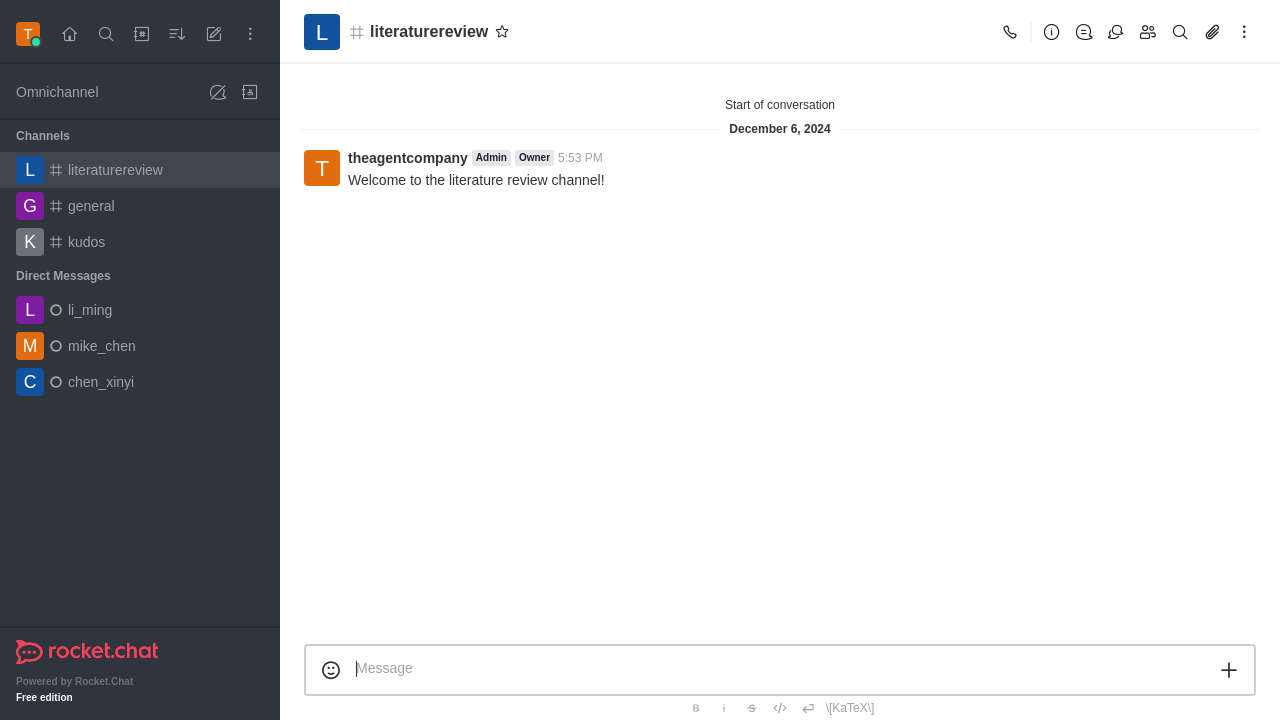 T
Omnichannel
Channels
L literaturereview
G general
K kudos
Direct Messages
L li_ming
M mike_chen
C chen_xinyi
rocket.chat
Powered by Rocket.Chat
Free edition
L literaturereview
Start of conversation
December 6, 2024
T theagentcompany Admin Owner 5:53 PM
Welcome to the literature review channel!
Message
B i S \[KaTeX\]